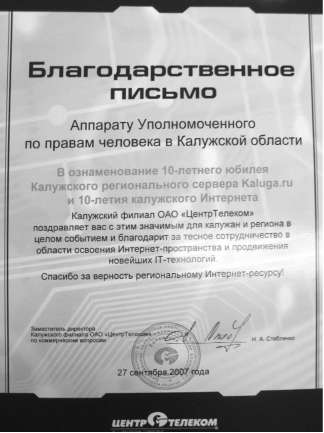 Благодарственное
письмо
Аппарату Уполномоченного
по правам человека в Калужской области
В ознаменование 10-летнего юбилея
Калужского регионального сервера Kaluga.ru
и 10-летия калужского Интернета
Калужский филиал ОАО «ЦентрТелеком»
поздравляет вас с этим значимым для калужан и региона в
целом событием и благодарит за тесное сотрудничество в
области освоения Интернет-пространства и продвижения
новейших IT-технологий.
Спасибо за верность региональному Интернет-ресурсу!
Заместитель директора
Калужского филиала ОАО «ЦентрТелеком»
по коммерческим вопросам
Н. А. Стабленко
27 сентября 2007 года
ЦЕНТР ТЕЛЕКОМ